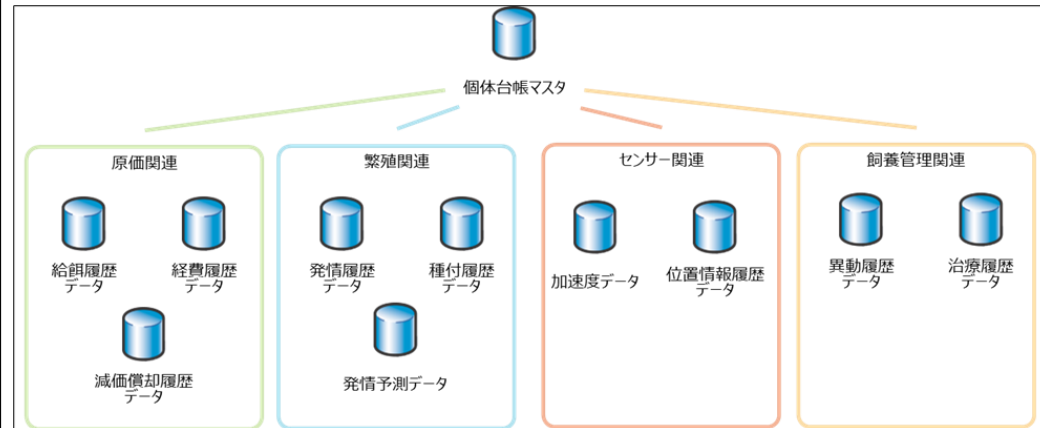 個体台帳マスタ
原価関連
給餌履歴
データ
経費履歴
データ
減価償却履歴
データ
繁殖関連
発情履歴
データ
種付履歴
データ
発情予測データ
センサー関連
加速度データ
位置情報履歴
データ
飼養管理関連
異動履歴
データ
治療履歴
データ